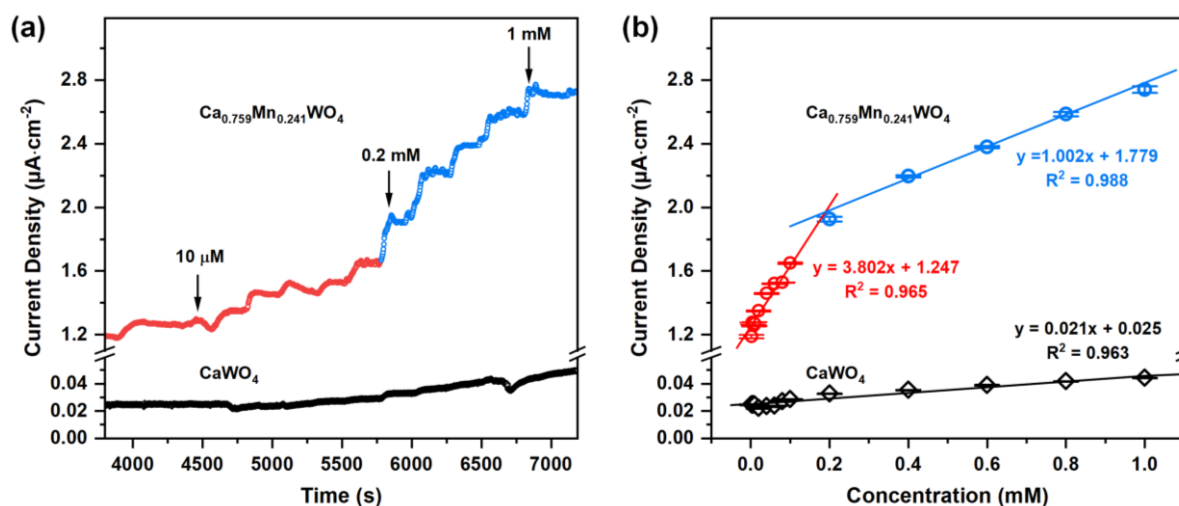 (a)
Current Density (μA·cm⁻²)
2.8
2.4
2.0
1.6
1.2
0.04
0.02
0.00
Ca₀.₇₅₉Mn₀.₂₄₁WO₄
10 μM
0.2 mM
1 mM
CaWO₄
4000 4500 5000 5500 6000 6500 7000
Time (s)
(b)
Current Density (μA·cm⁻²)
2.8
2.4
2.0
1.6
1.2
0.04
0.02
0.00
Ca₀.₇₅₉Mn₀.₂₄₁WO₄
y =1.002x + 1.779
R² = 0.988
y = 3.802x + 1.247
R² = 0.965
y = 0.021x + 0.025
R² = 0.963
CaWO₄
0.0 0.2 0.4 0.6 0.8 1.0
Concentration (mM)